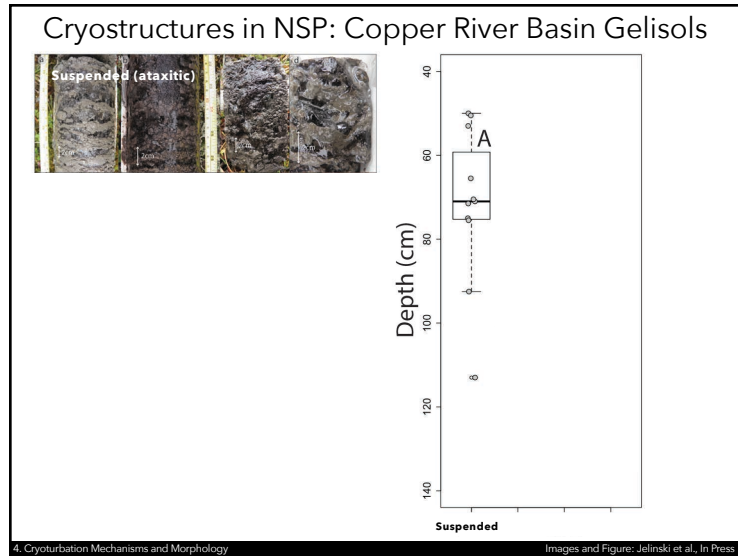 Cryostructures in NSP: Copper River Basin Gelisols
Suspended (ataxitic)
d
2cm
A
Depth (cm)
40
60
80
100
120
140
Suspended
4. Cryoturbation Mechanisms and Morphology
Images and Figure: Jelinski et al., In Press